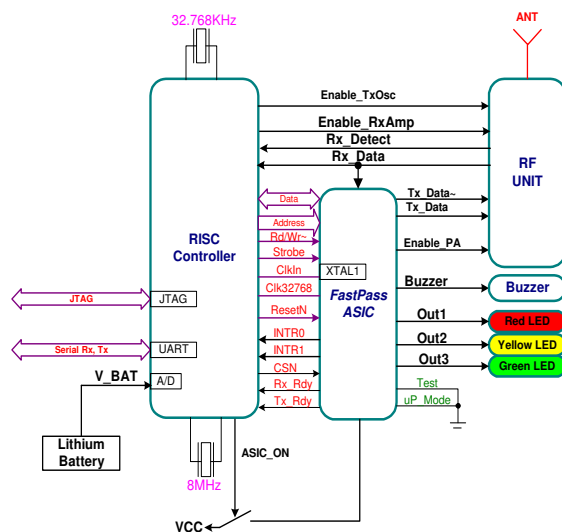 32.768KHz
ANT
Enable_TxOsc
Enable_RxAmp
Rx_Detect
Rx_Data
RF
UNIT
Data
Tx_Data~
Tx_Data
Address
RISC
Controller
Rd/Wr~
Strobe
Enable_PA
ClkIn
XTAL1
Clk32768
FastPass
ASIC
Buzzer
Buzzer
JTAG
JTAG
ResetN
Out1
Red LED
INTR0
Out2
Yellow LED
Serial Rx, Tx
UART
INTR1
Out3
Green LED
V_BAT
A/D
CSN
Rx_Rdy
Test
Tx_Rdy
uP_Mode
Lithium
Battery
ASIC_ON
8MHz
VCC